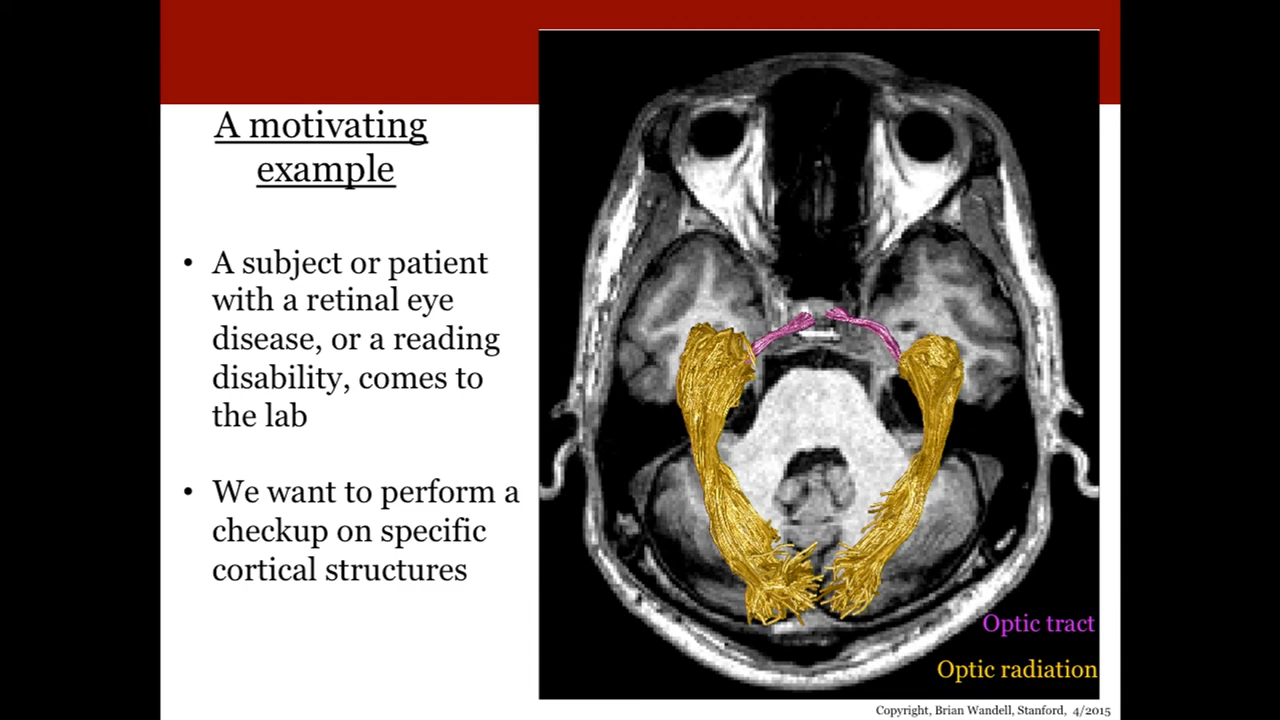 A motivating
example
• A subject or patient
with a retinal eye
disease, or a reading
disability, comes to
the lab
• We want to perform a
checkup on specific
cortical structures
Optic tract
Optic radiation
Copyright, Brian Wandell, Stanford, 4/2015